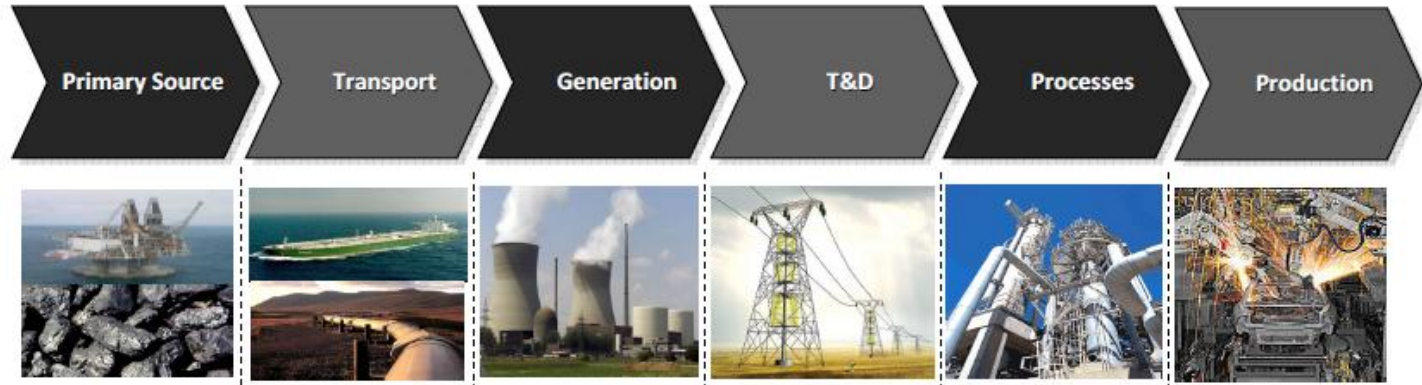 Primary Source
Transport
Generation
T&D
Processes
Production